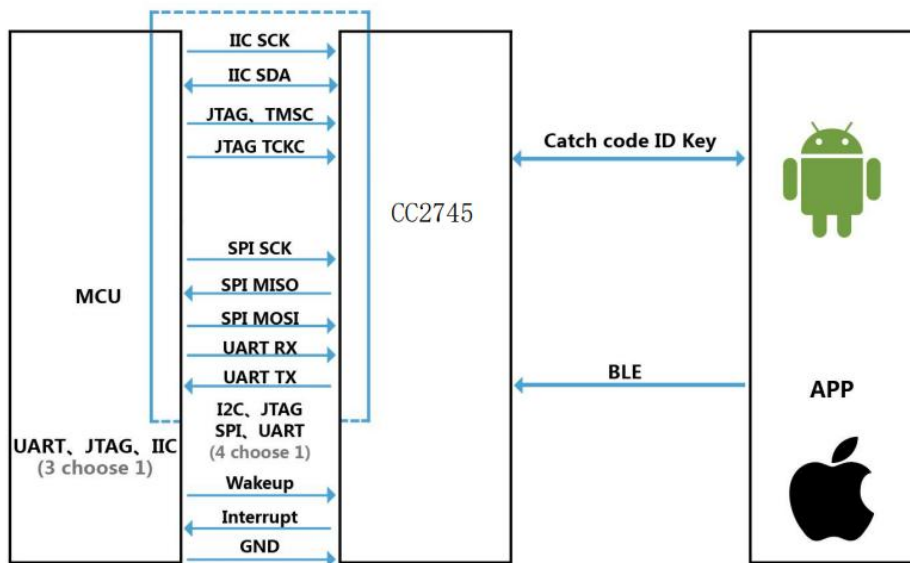 IIC SCK
IIC SDA
JTAG、TMSC
JTAG TCKC
SPI SCK
SPI MISO
SPI MOSI
UART RX
UART TX
I2C、JTAG
SPI、UART
(4 choose 1)
Wakeup
Interrupt
GND
MCU
UART、JTAG、IIC
(3 choose 1)
CC2745
Catch code ID Key
BLE
APP